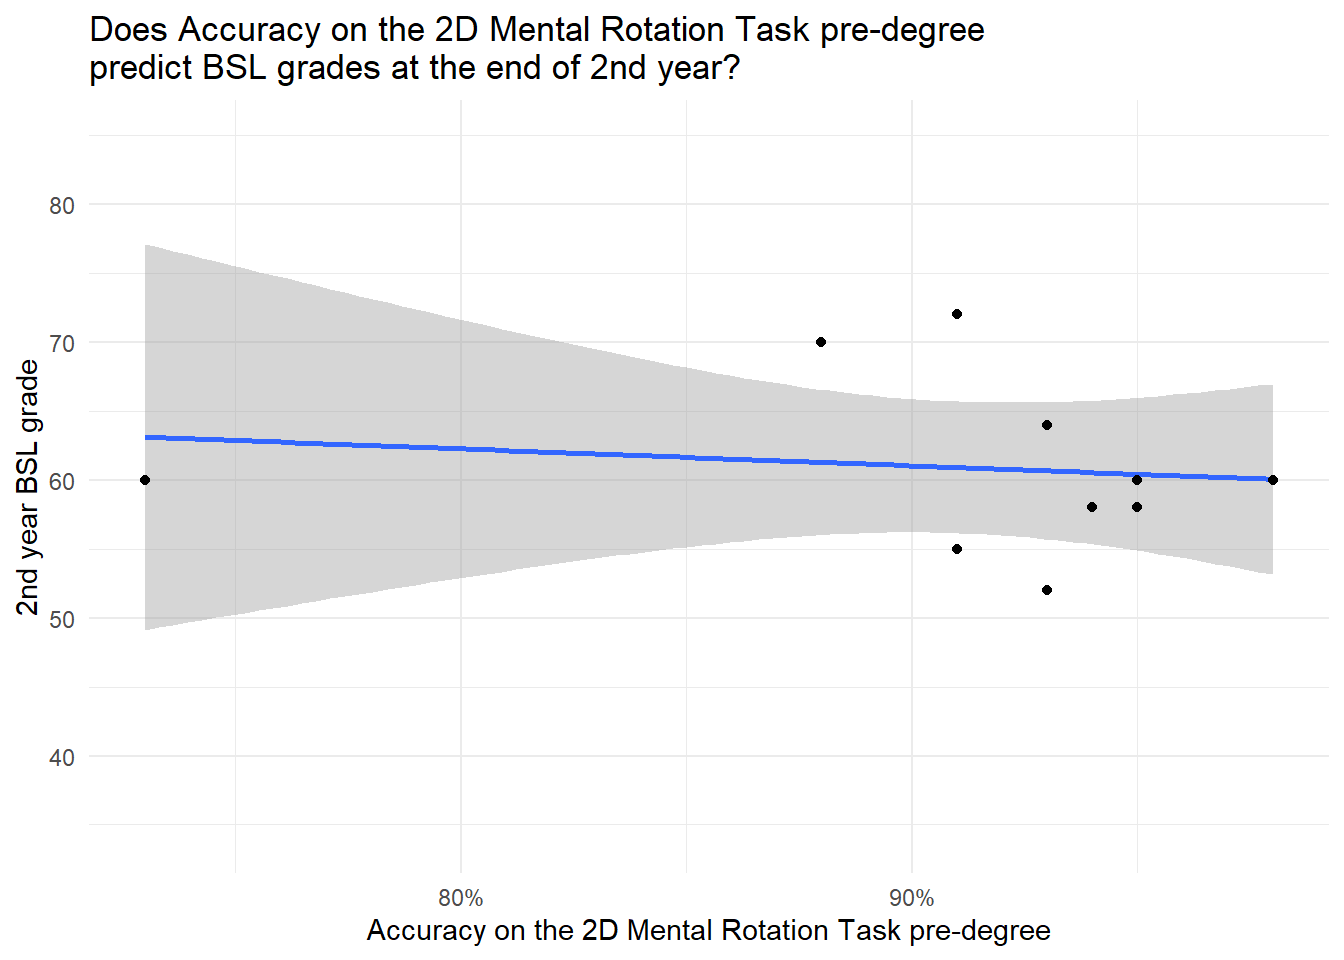 Does Accuracy on the 2D Mental Rotation Task pre-degree
predict BSL grades at the end of 2nd year?
2nd year BSL grade
80
70
60
50
40
80%
90%
Accuracy on the 2D Mental Rotation Task pre-degree